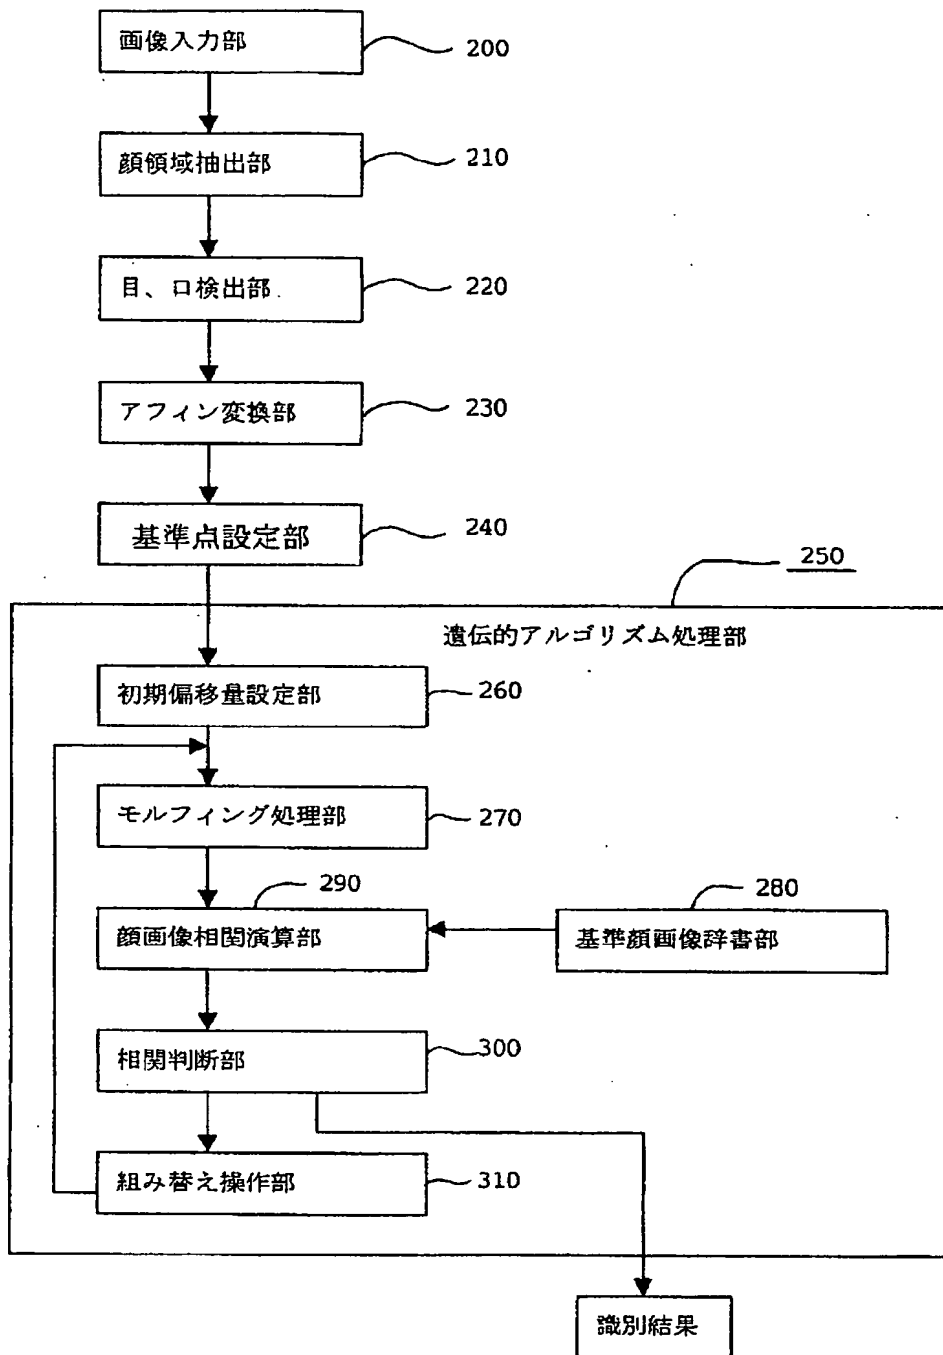 画像入力部
200
顔領域抽出部
210
目、口検出部
220
アフィン変換部
230
基準点設定部
240
250
遺伝的アルゴリズム処理部
初期偏移量設定部
260
モルフィング処理部
270
290
280
顔画像相関演算部
基準顔画像辞書部
相関判断部
300
組み替え操作部
310
識別結果